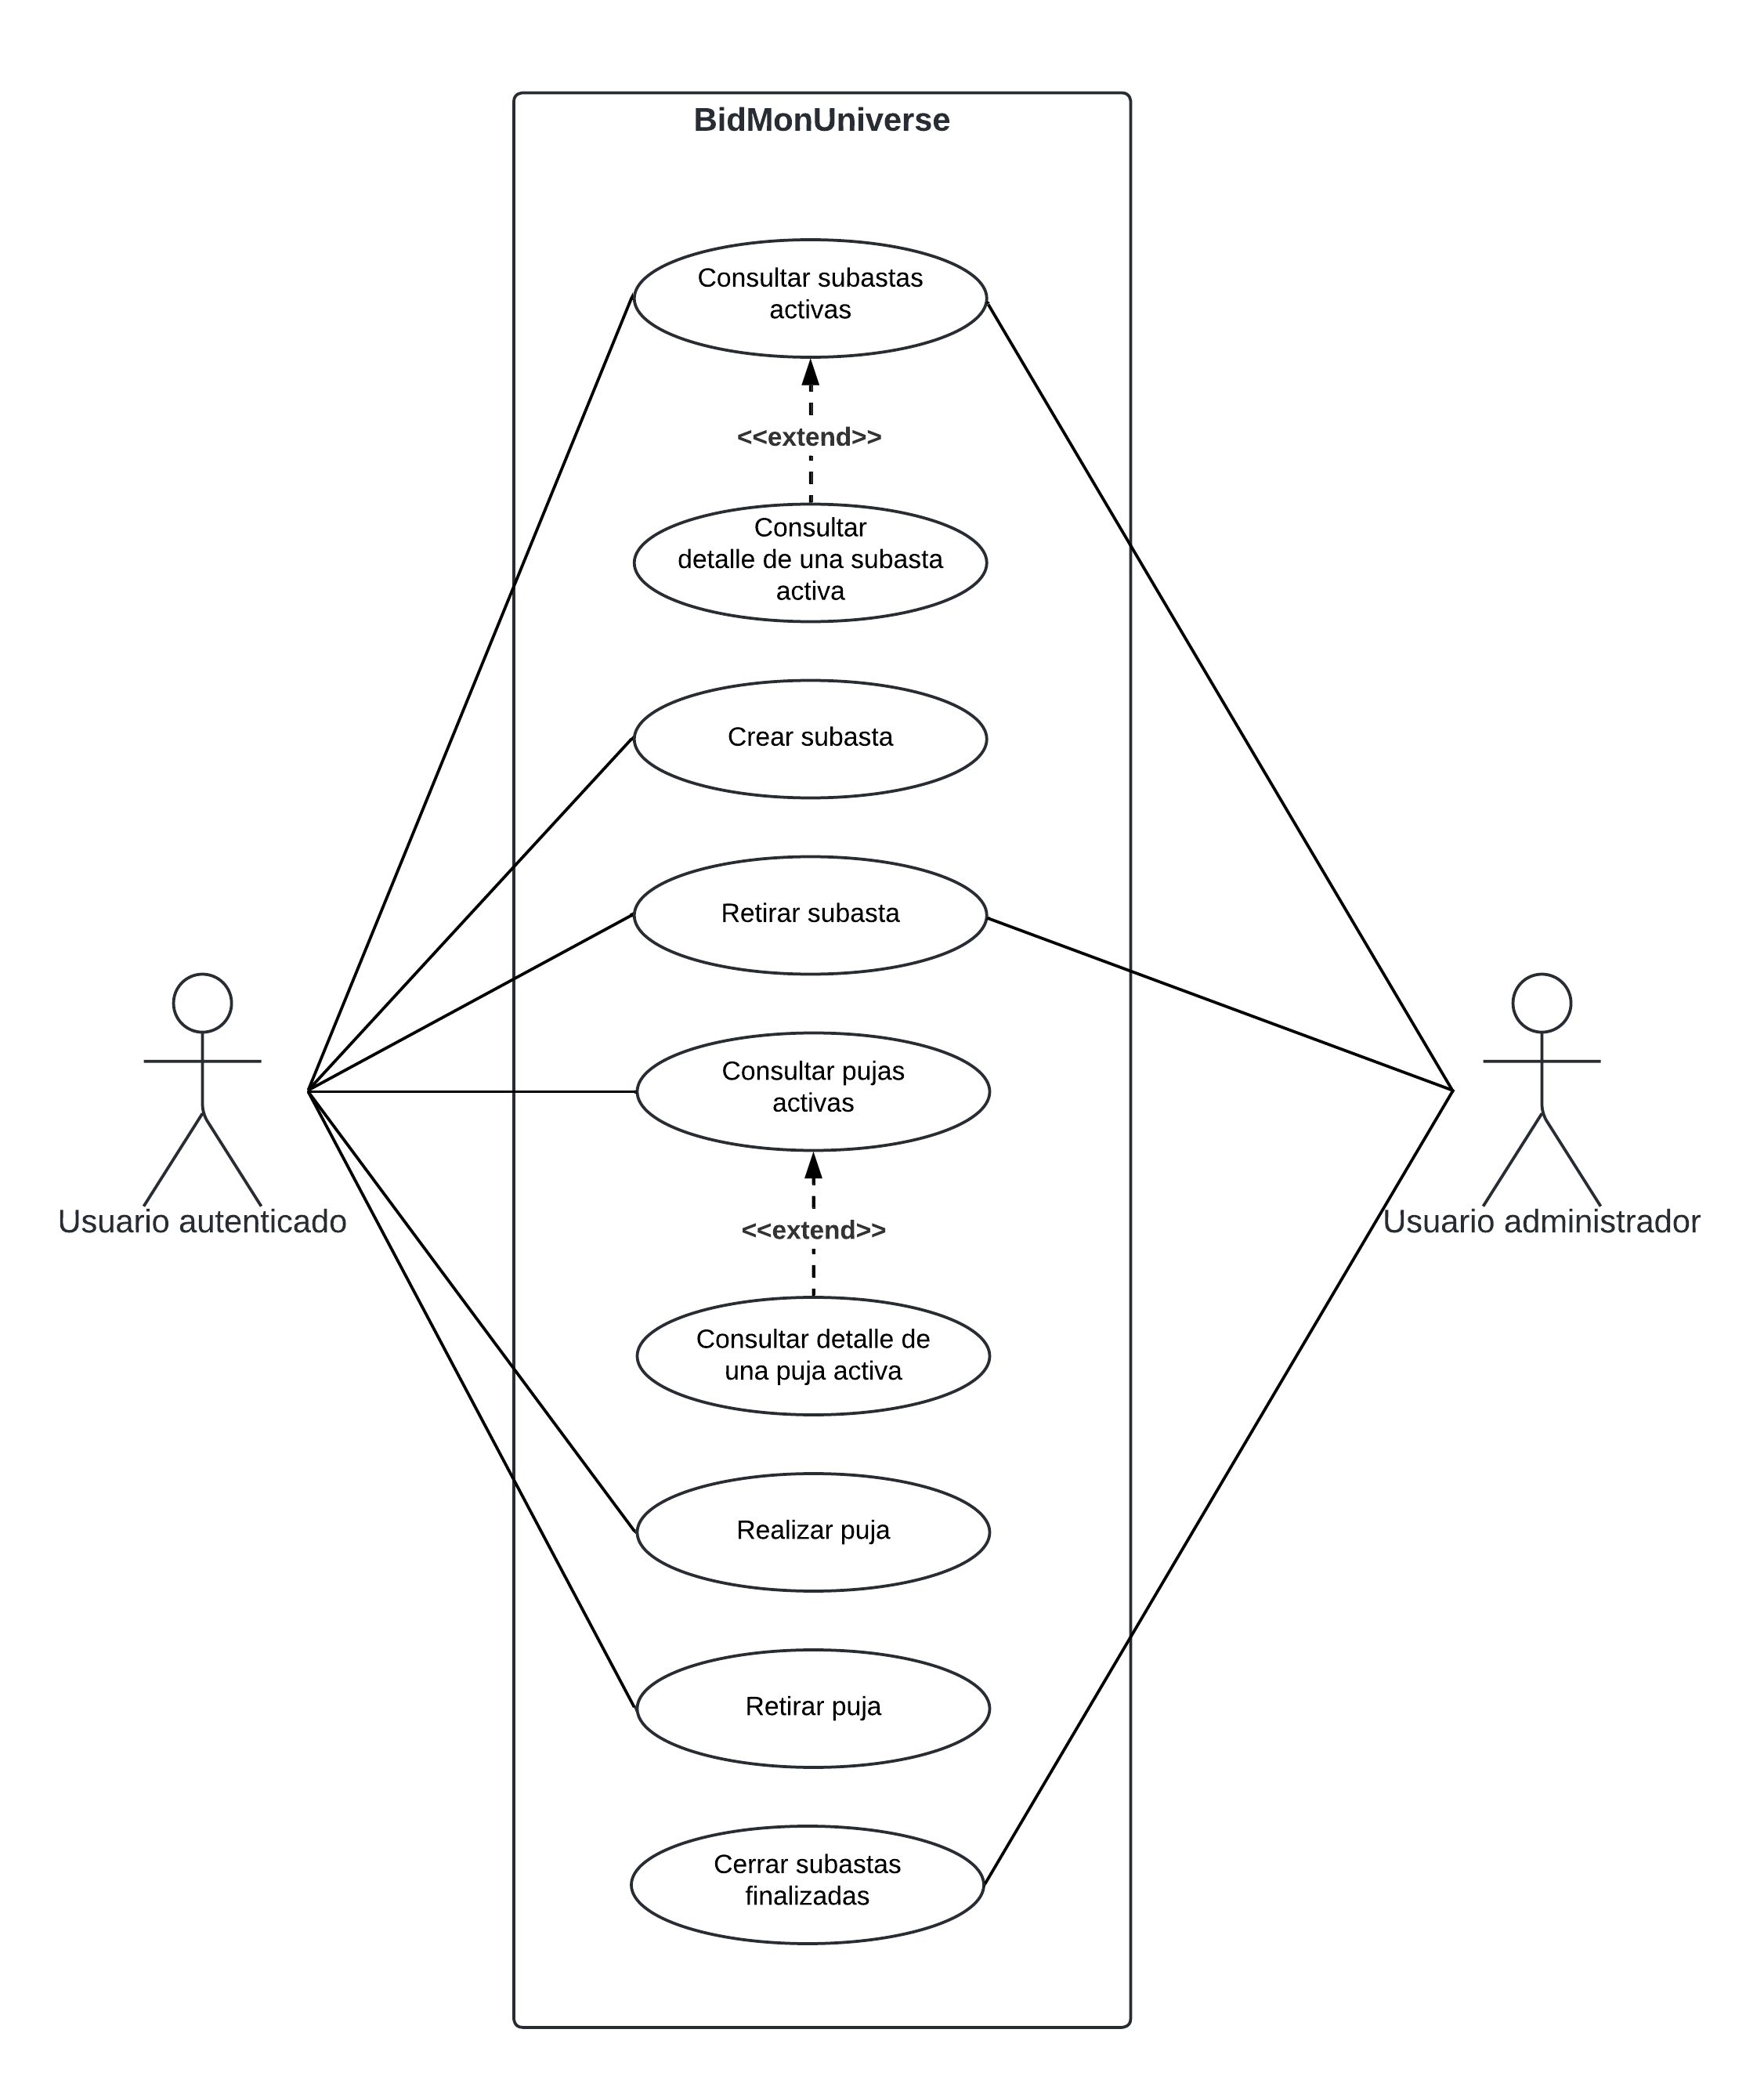 BidMonUniverse
Consultar subastas
activas
<<extend>>
Consultar
detalle de una subasta
activa
Crear subasta
Retirar subasta
Consultar pujas
activas
Usuario autenticado
Usuario administrador
<<extend>>
Consultar detalle de
una puja activa
Realizar puja
Retirar puja
Cerrar subastas
finalizadas